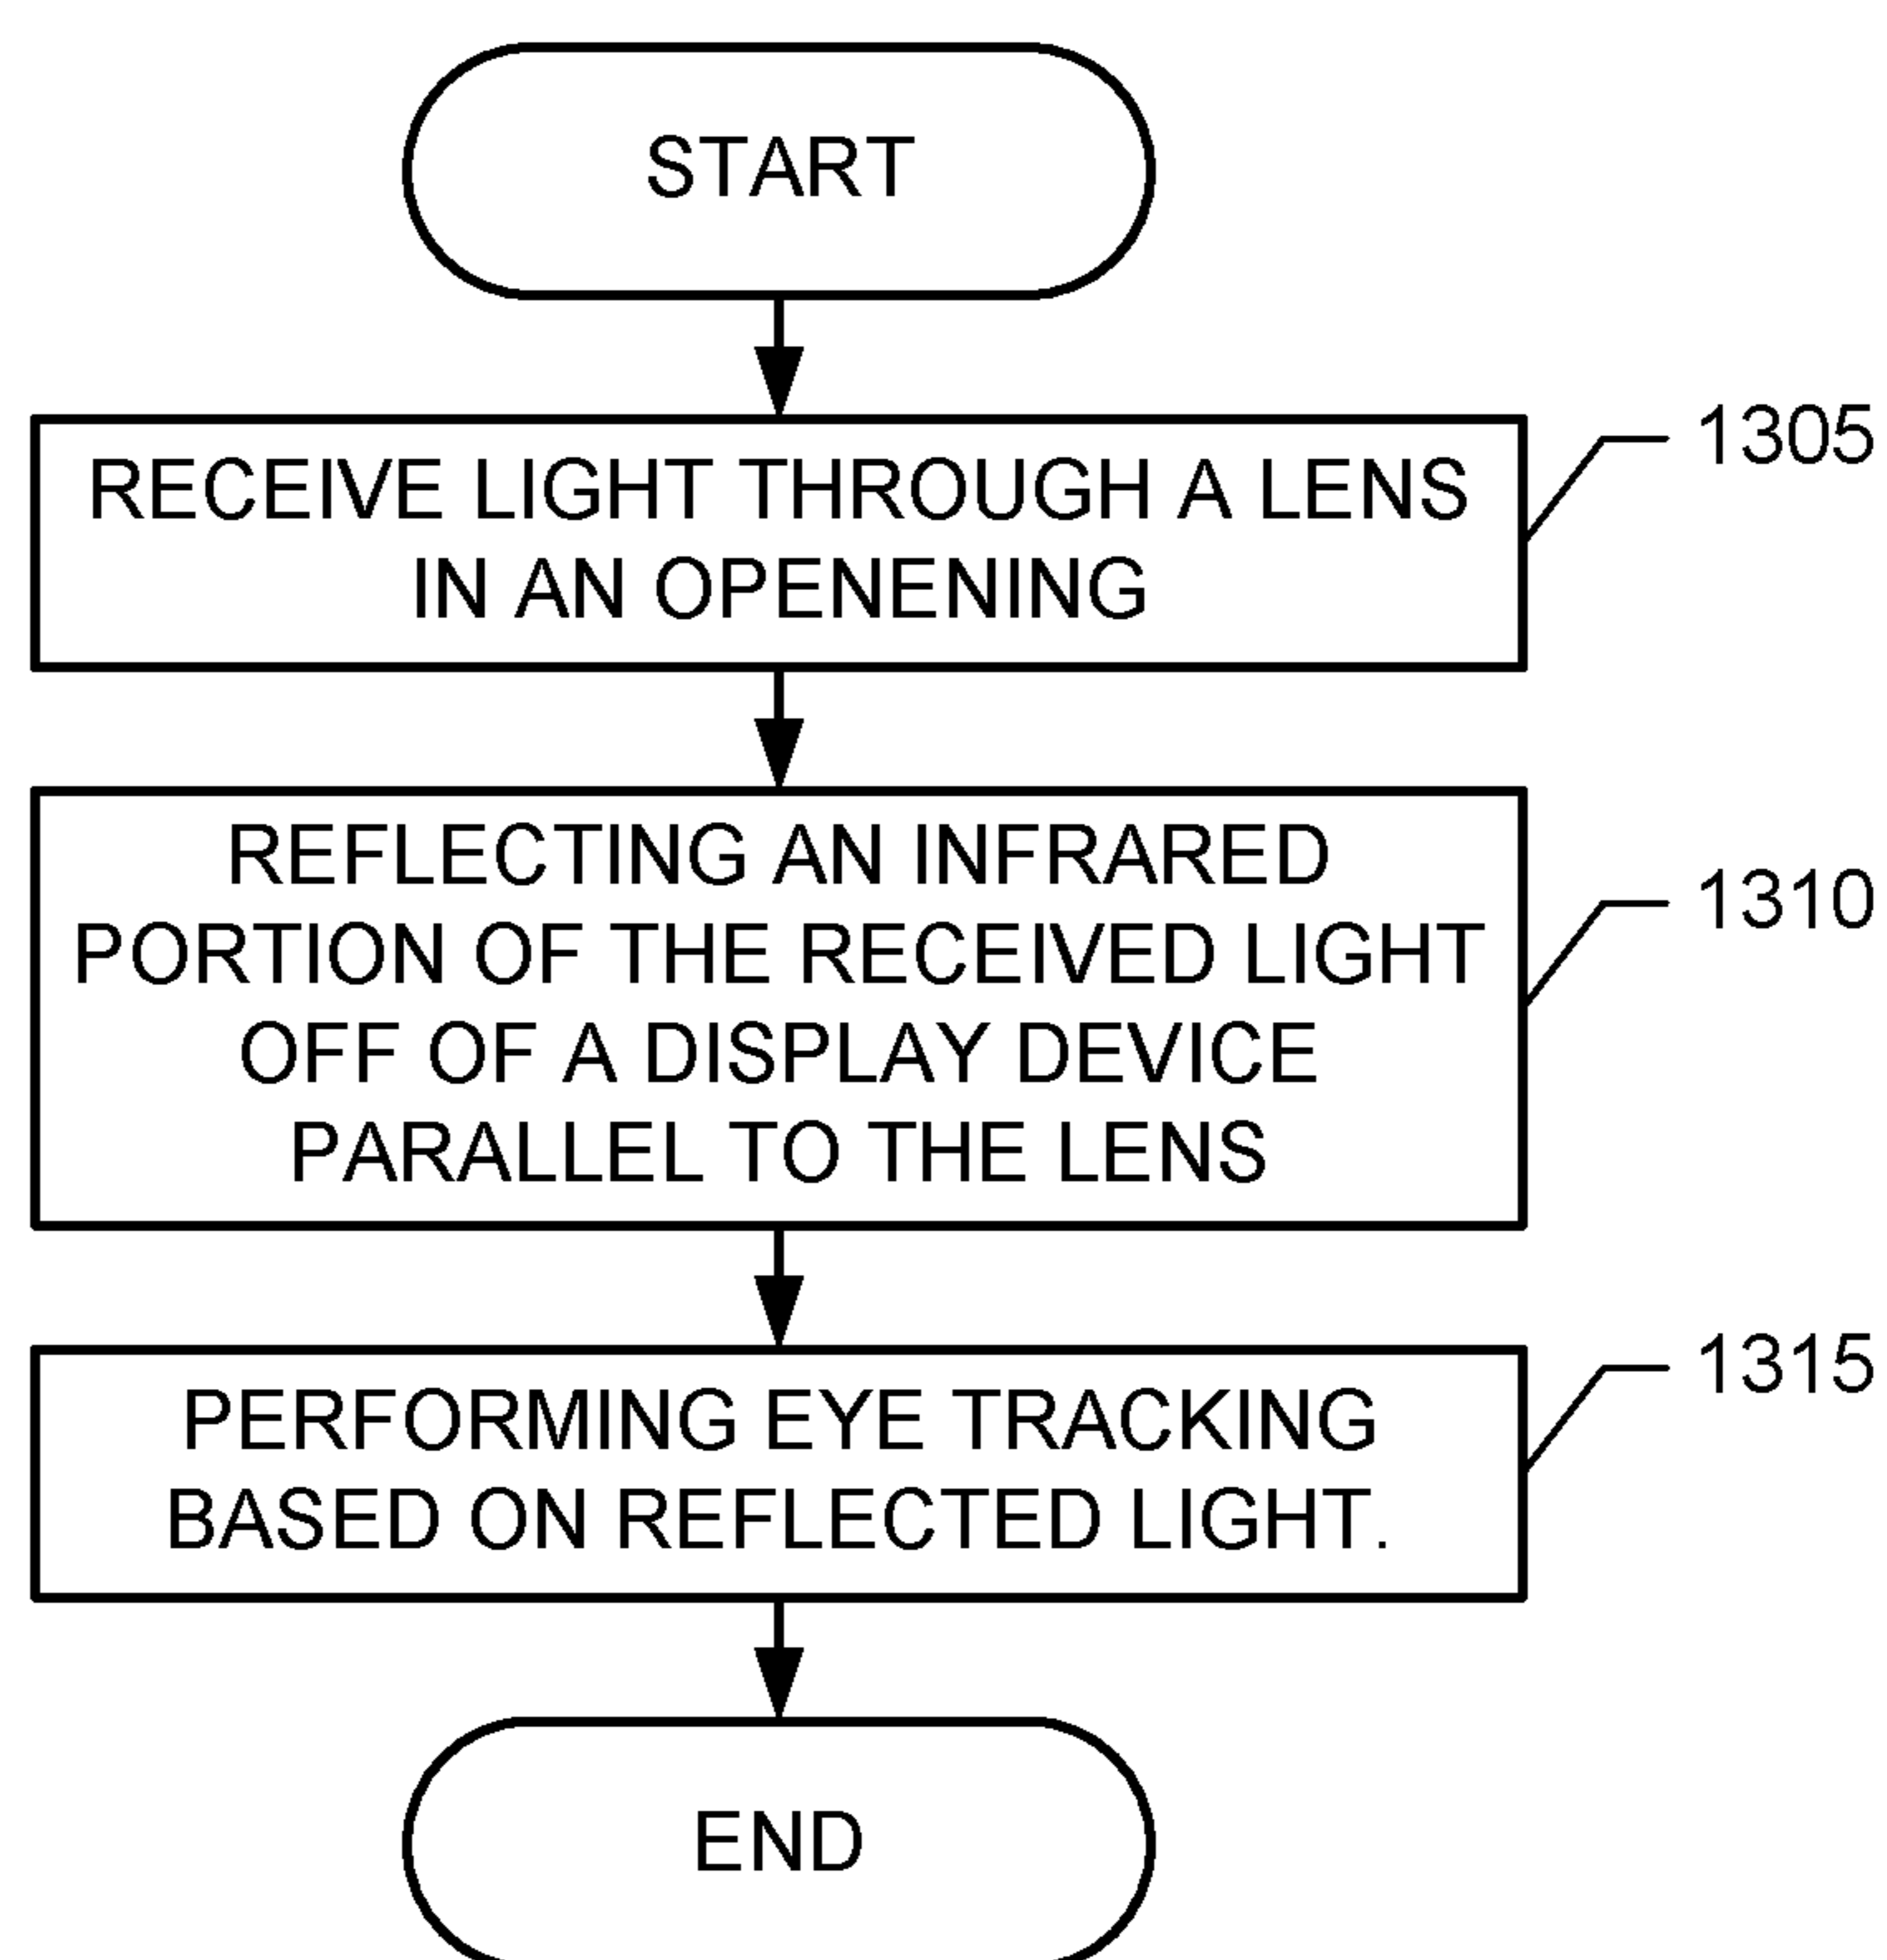 START
RECEIVE LIGHT THROUGH A LENS
IN AN OPENENING
1305
REFLECTING AN INFRARED
PORTION OF THE RECEIVED LIGHT
OFF OF A DISPLAY DEVICE
PARALLEL TO THE LENS
1310
PERFORMING EYE TRACKING
BASED ON REFLECTED LIGHT.
1315
END